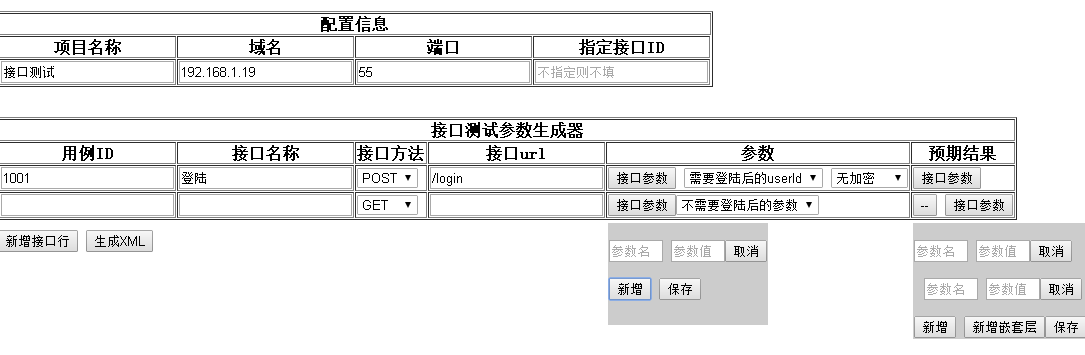 配置信息
项目名称 域名 端口 指定接口ID
接口测试 192.168.1.19 55 不指定则不填
接口测试参数生成器
用例ID 接口名称 接口方法 接口url 参数 预期结果
1001 登陆 POST /login 接口参数 需要登陆后的userId 无加密 接口参数
GET 接口参数 不需要登陆后的参数 -- 接口参数
新增接口行 生成XML
参数名 参数值 取消 参数名 参数值 取消
新增 保存 参数名 参数值 取消
新增 新增嵌套层 保存